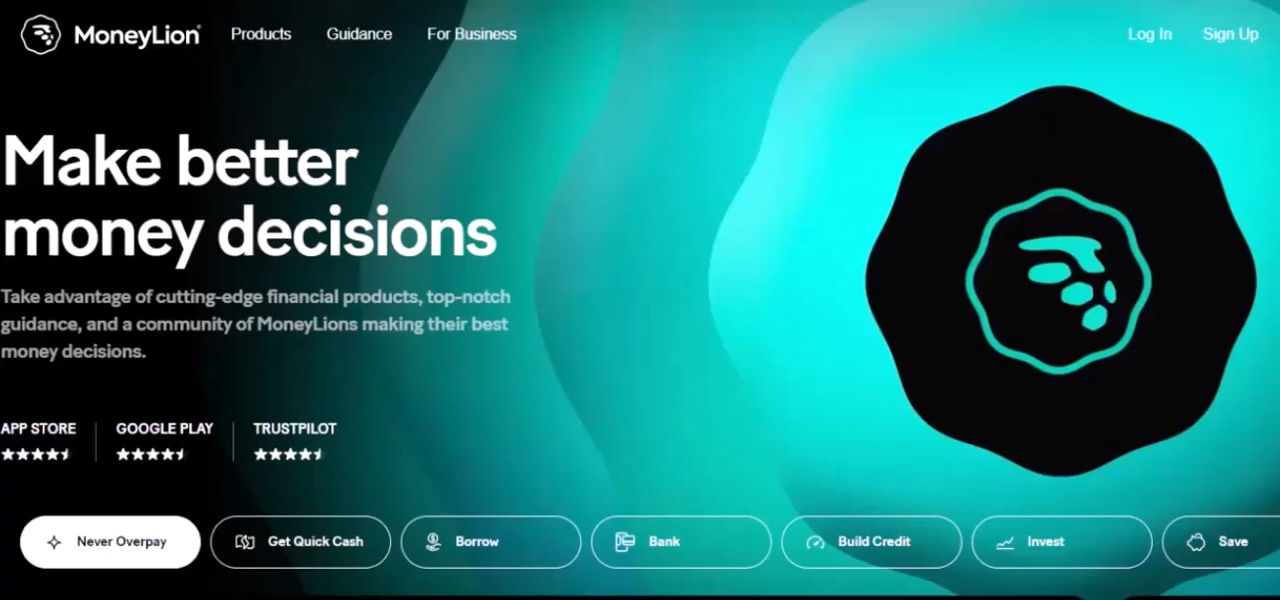 MoneyLion
Products
Guidance
For Business
Log In
Sign Up
Make better
money decisions
Take advantage of cutting-edge financial products, top-notch
guidance, and a community of MoneyLions making their best
money decisions.
APP STORE
GOOGLE PLAY
TRUSTPILOT
Never Overpay
Get Quick Cash
Borrow
Bank
Build Credit
Invest
Save